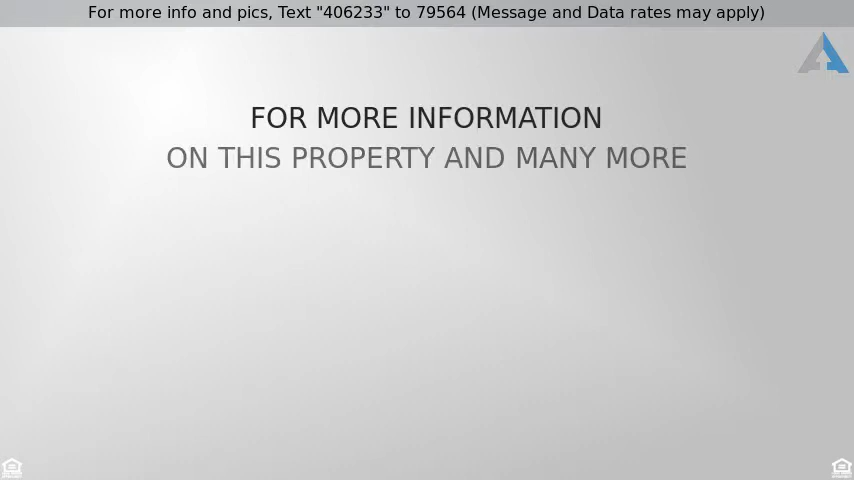 For more info and pics, Text "406233" to 79564 (Message and Data rates may apply)
FOR MORE INFORMATION
ON THIS PROPERTY AND MANY MORE